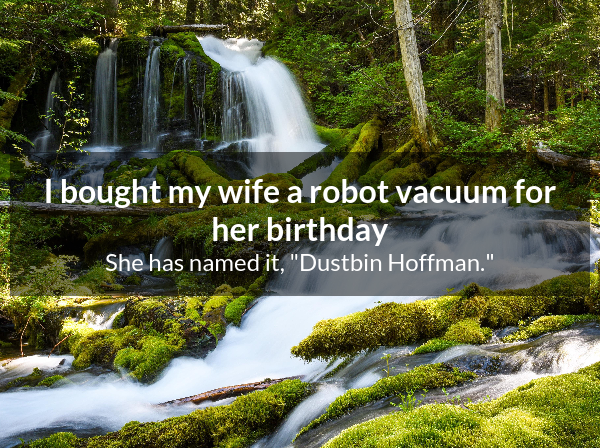 I bought my wife a robot vacuum for
her birthday
She has named it, "Dustbin Hoffman."